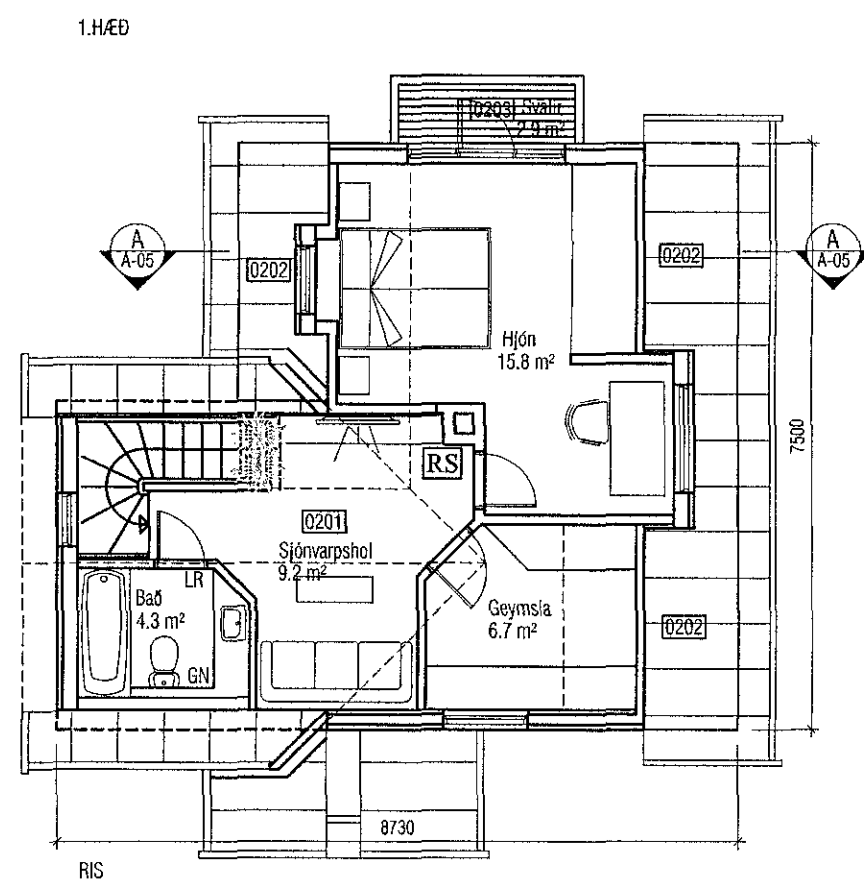 1.HÆÐ
0203 Svalir
2.9 m²
A
A-05
0202
0202
A
A-05
Hjón
15.8 m²
7500
RS
0201
Sjónvarpshol
9.2 m²
LR
Bað
4.3 m²
GN
Geymsla
6.7 m²
0202
8730
RIS